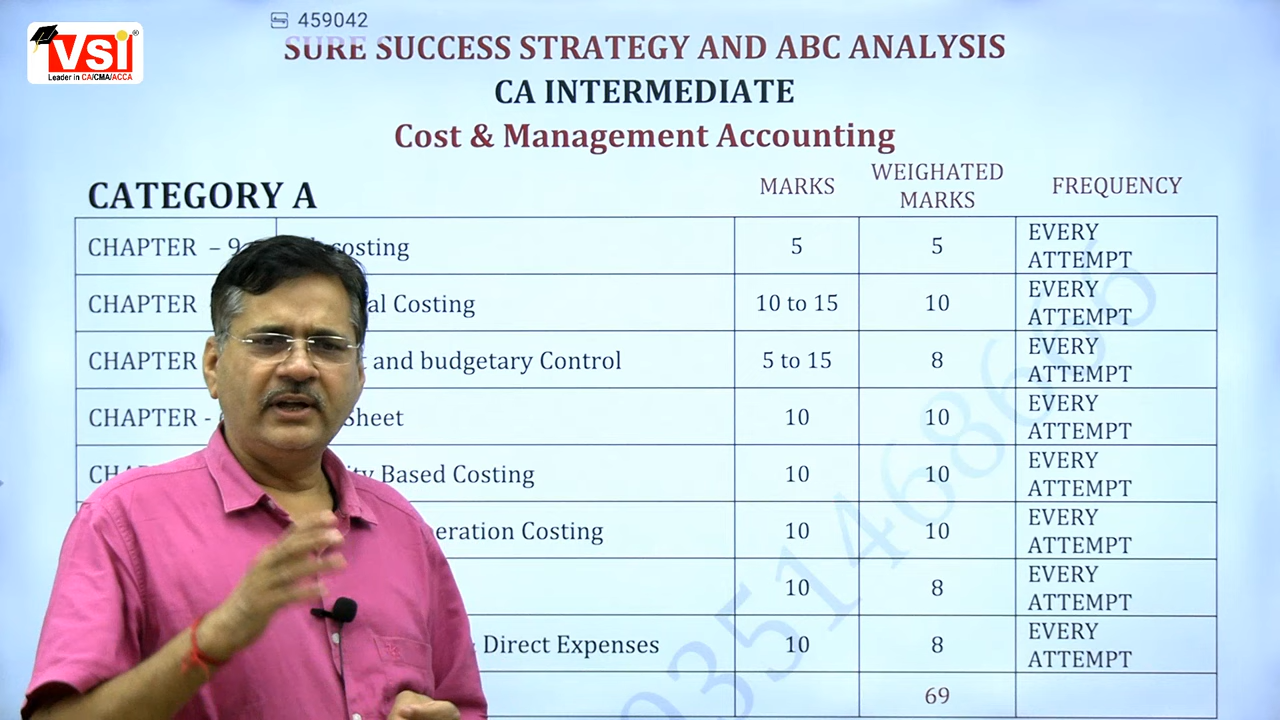 VSI
Leader in CA/CMA/ACCA
459042
SURE SUCCESS STRATEGY AND ABC ANALYSIS
CA INTERMEDIATE
Cost & Management Accounting
CATEGORY A MARKS WEIGHATED MARKS FREQUENCY
CHAPTER – 9 costing 5 5 EVERY ATTEMPT
CHAPTER Costing 10 to 15 10 EVERY ATTEMPT
CHAPTER and budgetary Control 5 to 15 8 EVERY ATTEMPT
CHAPTER - Sheet 10 10 EVERY ATTEMPT
Based Costing 10 10 EVERY ATTEMPT
Costing 10 10 EVERY ATTEMPT
10 8 EVERY ATTEMPT
Direct Expenses 10 8 EVERY ATTEMPT
69